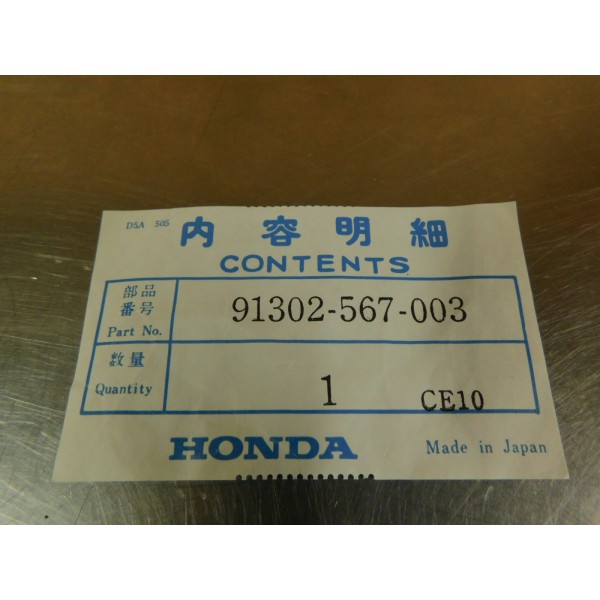 DSA 505
内容明細
CONTENTS
部品
番号
Part No.
91302-567-003
数量
Quantity
1 CE10
HONDA Made in Japan